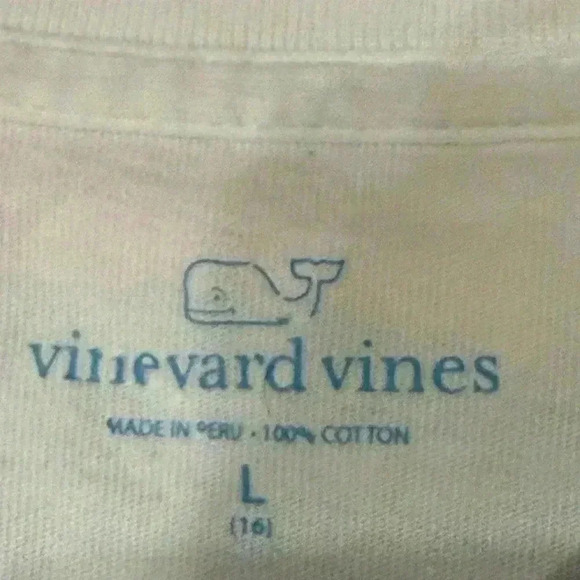 vineyard vines
MADE IN PERU • 100% COTTON
L
(16)